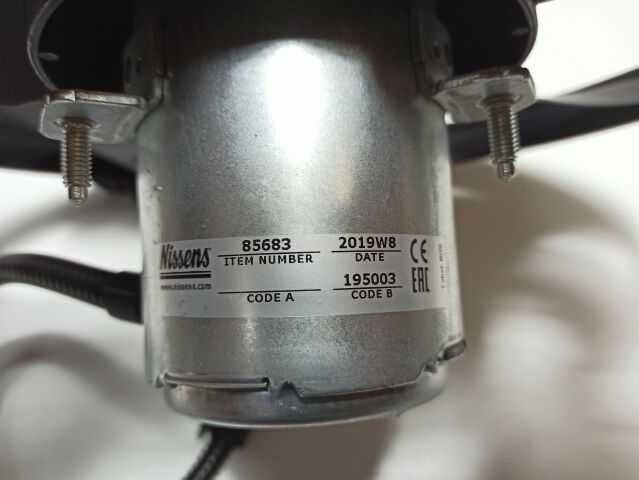 Nissens
www.nissens.com
85683
ITEM NUMBER
2019W8
DATE
CODE A
195003
CODE B
CE
EAC